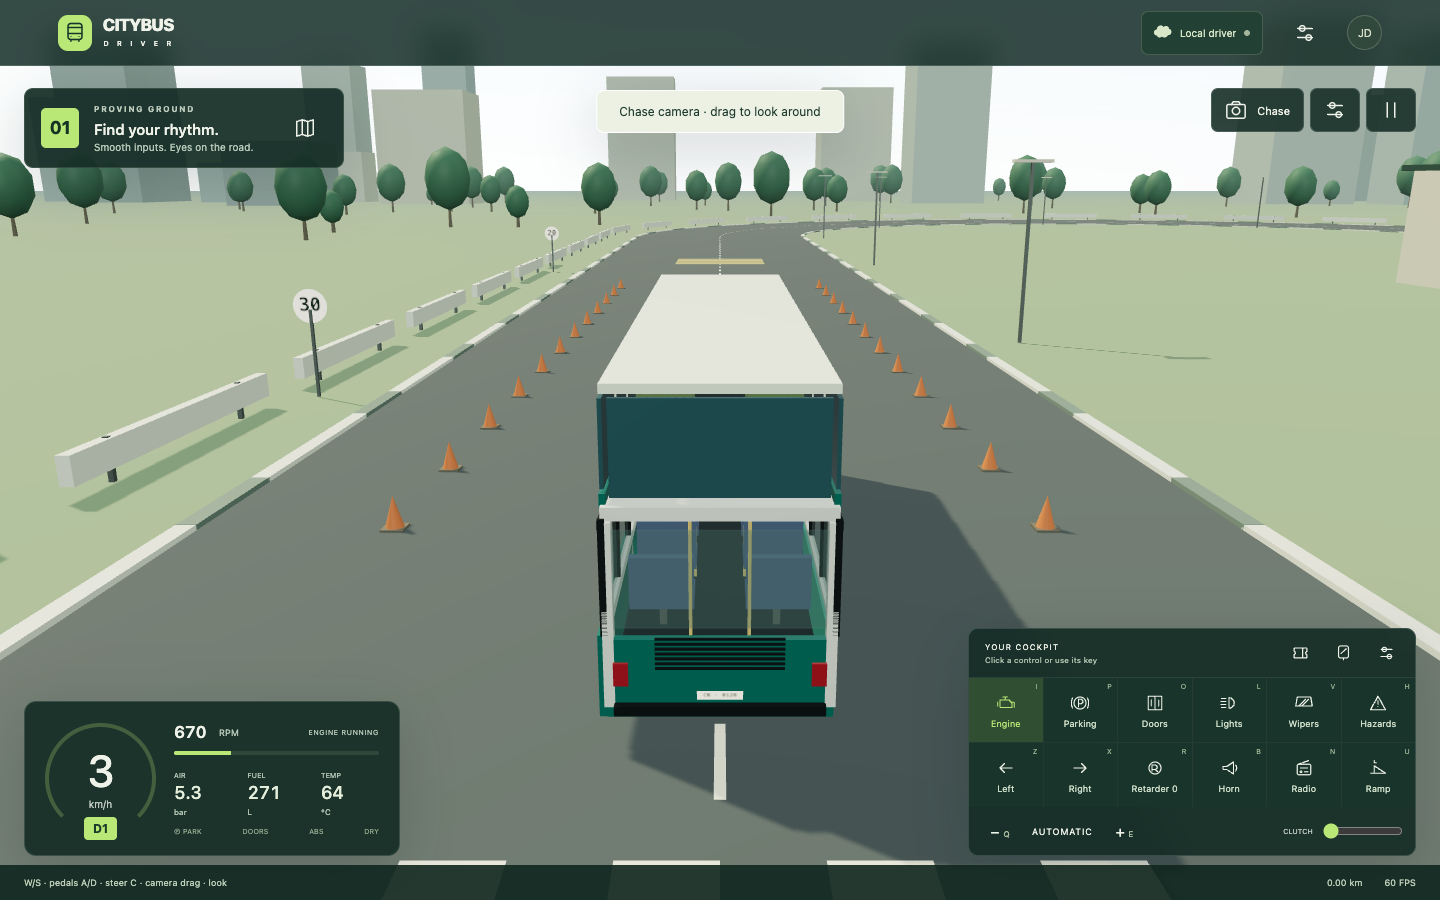 CITYBUS
DRIVER
Local driver
JD
01
PROVING GROUND
Find your rhythm.
Smooth inputs. Eyes on the road.
Chase camera · drag to look around
Chase
20
30
670 RPM
ENGINE RUNNING
3
km/h
D1
AIR
5.3
bar
FUEL
271
L
TEMP
64
°C
Ⓟ PARK
DOORS
ABS
DRY
YOUR COCKPIT
Click a control or use its key
I
Engine
P
Parking
O
Doors
L
Lights
V
Wipers
H
Hazards
Z
Left
X
Right
R
Retarder 0
B
Horn
N
Radio
U
Ramp
− Q
AUTOMATIC
+ E
CLUTCH
W/S · pedals A/D · steer C · camera drag · look
0.00 km
60 FPS